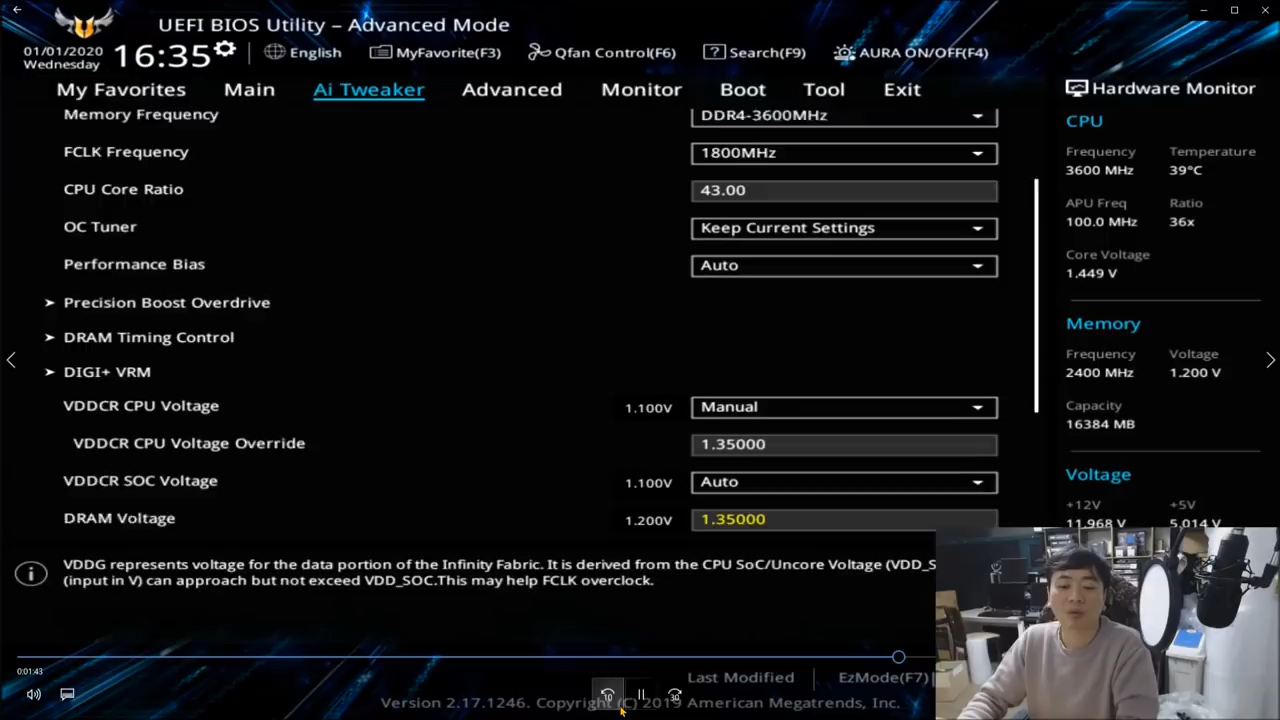 UEFI BIOS Utility – Advanced Mode
01/01/2020
Wednesday
16:35
English
MyFavorite(F3)
Qfan Control(F6)
Search(F9)
AURA ON/OFF(F4)
My Favorites Main Ai Tweaker Advanced Monitor Boot Tool Exit
Hardware Monitor
Memory Frequency DDR4-3600MHz
FCLK Frequency 1800MHz
CPU Core Ratio 43.00
OC Tuner Keep Current Settings
Performance Bias Auto
Precision Boost Overdrive
DRAM Timing Control
DIGI+ VRM
VDDCR CPU Voltage 1.100V Manual
VDDCR CPU Voltage Override 1.35000
VDDCR SOC Voltage 1.100V Auto
DRAM Voltage 1.200V 1.35000
CPU
Frequency Temperature
3600 MHz 39°C
APU Freq Ratio
100.0 MHz 36x
Core Voltage
1.449 V
Memory
Frequency Voltage
2400 MHz 1.200 V
Capacity
16384 MB
Voltage
+12V +5V
11.968 V 5.014 V
VDDG represents voltage for the data portion of the Infinity Fabric. It is derived from the CPU SoC/Uncore Voltage (VDD_S
(input in V) can approach but not exceed VDD_SOC.This may help FCLK overclock.
0:01:43
Last Modified
EzMode(F7)
10
30
Version 2.17.1246. Copyright (C) 2019 American Megatrends, Inc.